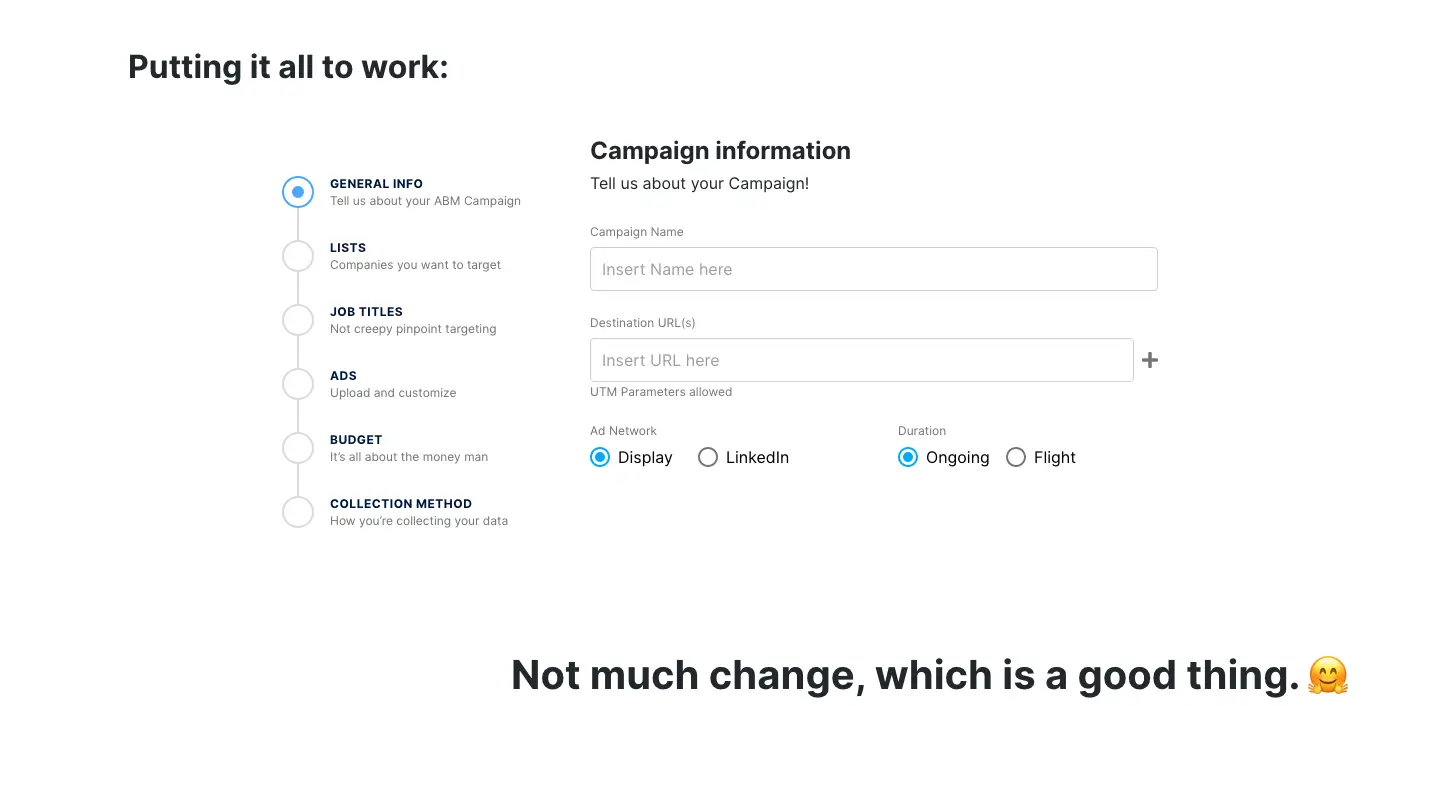 Putting it all to work:
GENERAL INFO
Tell us about your ABM Campaign
LISTS
Companies you want to target
JOB TITLES
Not creepy pinpoint targeting
ADS
Upload and customize
BUDGET
It’s all about the money man
COLLECTION METHOD
How you’re collecting your data
Campaign information
Tell us about your Campaign!
Campaign Name
Insert Name here
Destination URL(s)
Insert URL here
UTM Parameters allowed
Ad Network
Display LinkedIn
Duration
Ongoing Flight
Not much change, which is a good thing. 🤗